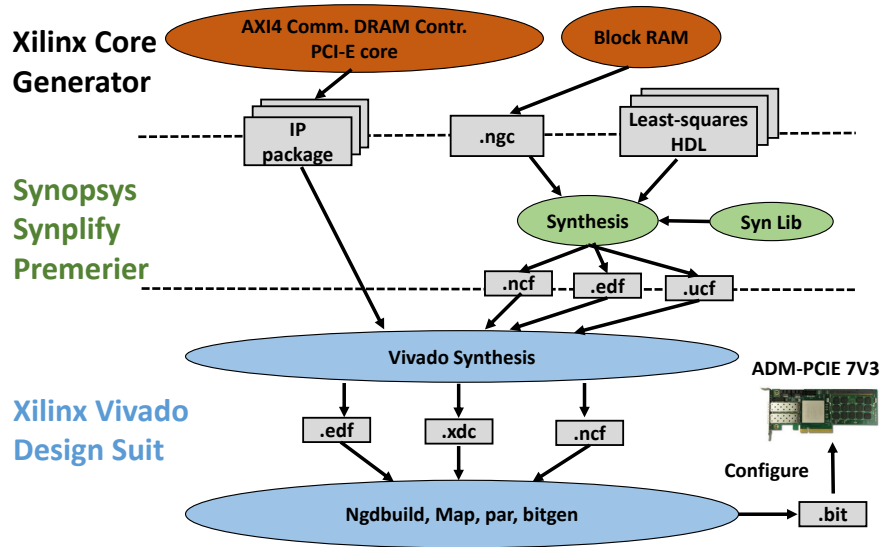 Xilinx Core
Generator
AXI4 Comm. DRAM Contr.
PCI-E core
Block RAM
IP
package
.ngc
Least-squares
HDL
Synopsys
Synplify
Premerier
Synthesis
Syn Lib
.ncf
.edf
.ucf
Vivado Synthesis
Xilinx Vivado
Design Suit
.edf
.xdc
.ncf
ADM-PCIE 7V3
Configure
Ngdbuild, Map, par, bitgen
.bit